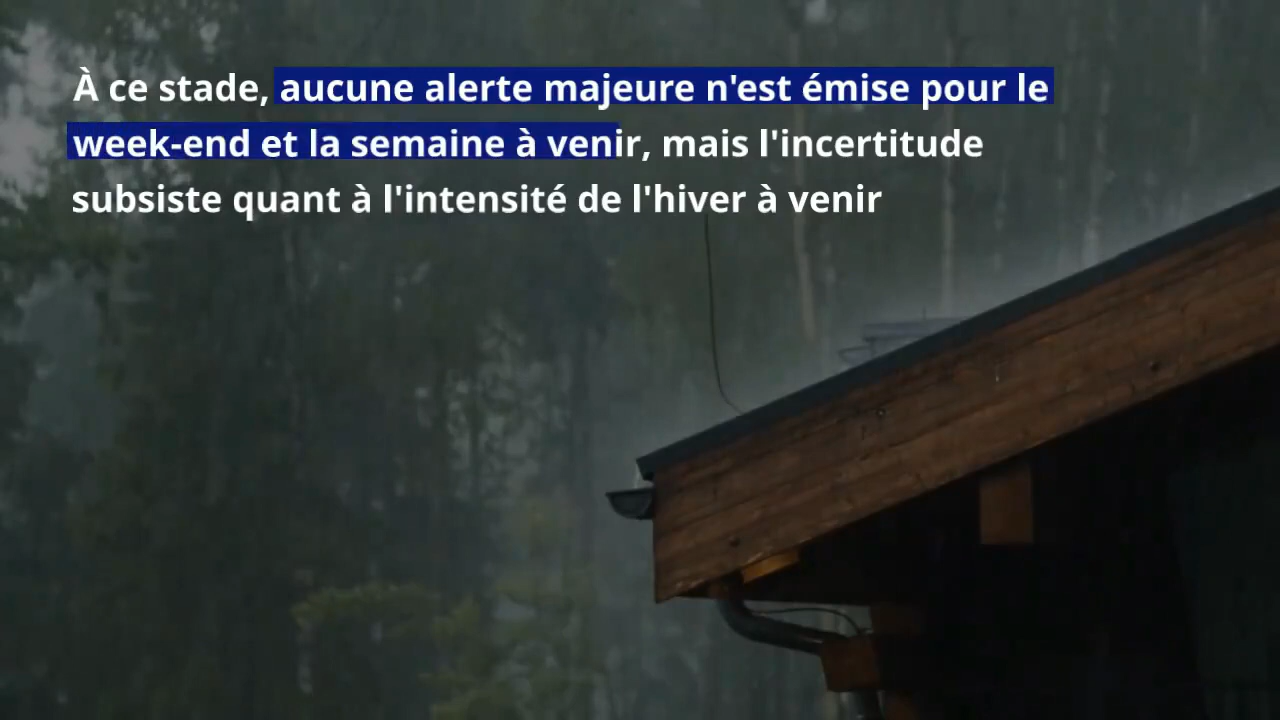 À ce stade, aucune alerte majeure n'est émise pour le
week-end et la semaine à venir, mais l'incertitude
subsiste quant à l'intensité de l'hiver à venir